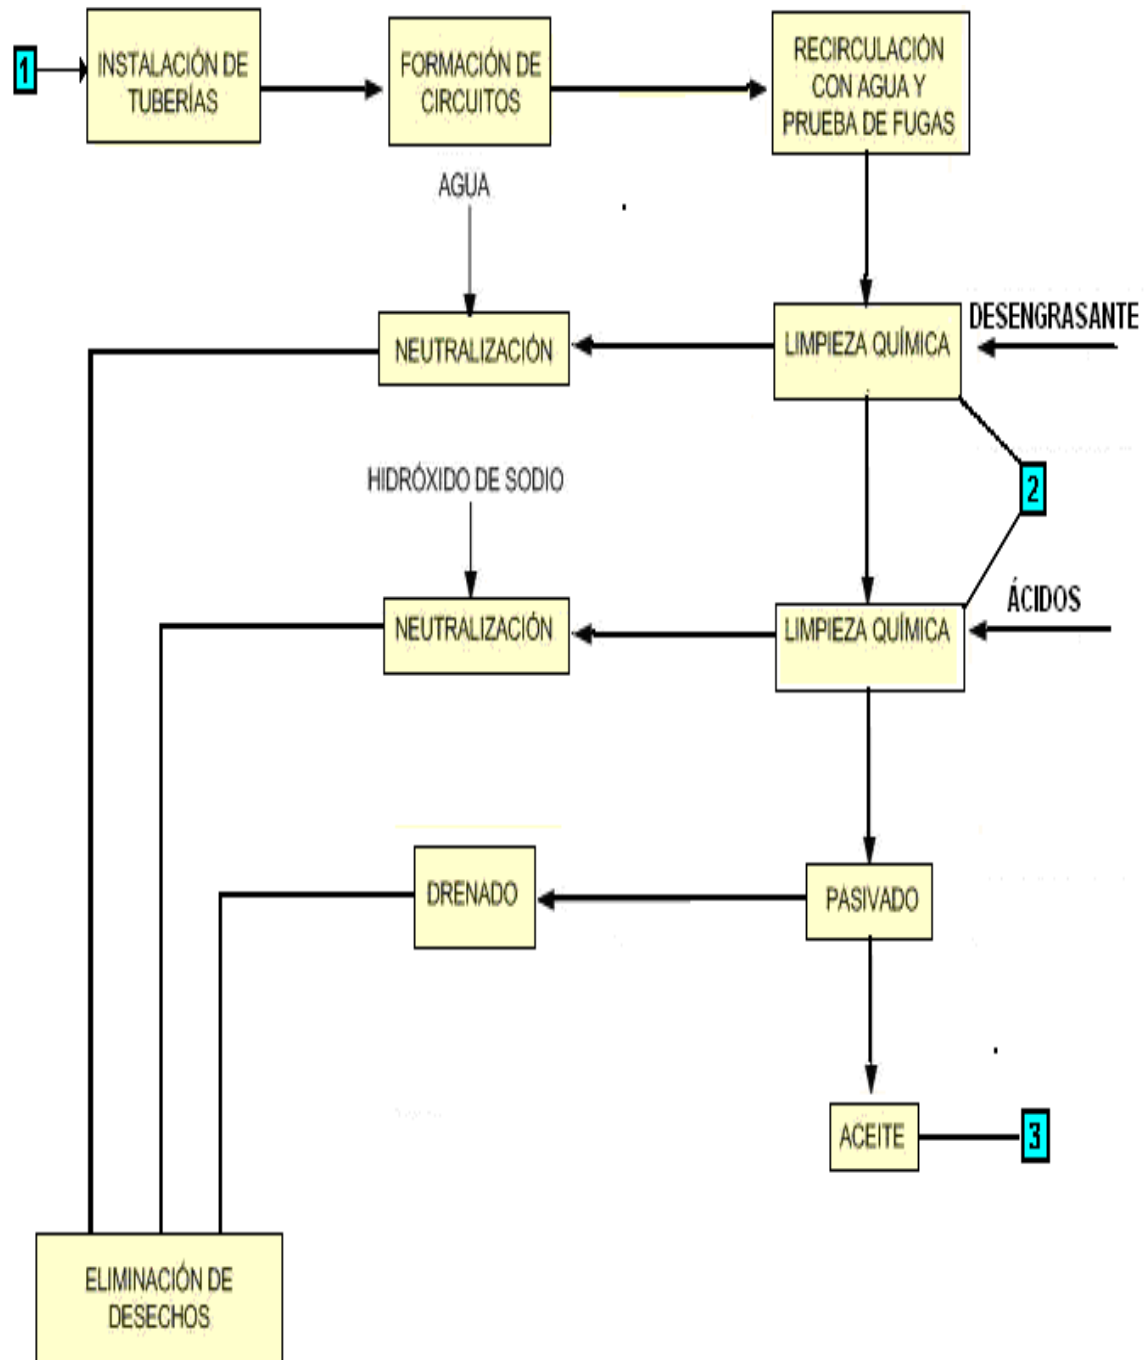 1
INSTALACIÓN DE
TUBERÍAS
FORMACIÓN DE
CIRCUITOS
RECIRCULACIÓN
CON AGUA Y
PRUEBA DE FUGAS
AGUA
NEUTRALIZACIÓN
LIMPIEZA QUÍMICA
DESENGRASANTE
2
HIDRÓXIDO DE SODIO
NEUTRALIZACIÓN
LIMPIEZA QUÍMICA
ÁCIDOS
DRENADO
PASIVADO
ACEITE
3
ELIMINACIÓN DE
DESECHOS